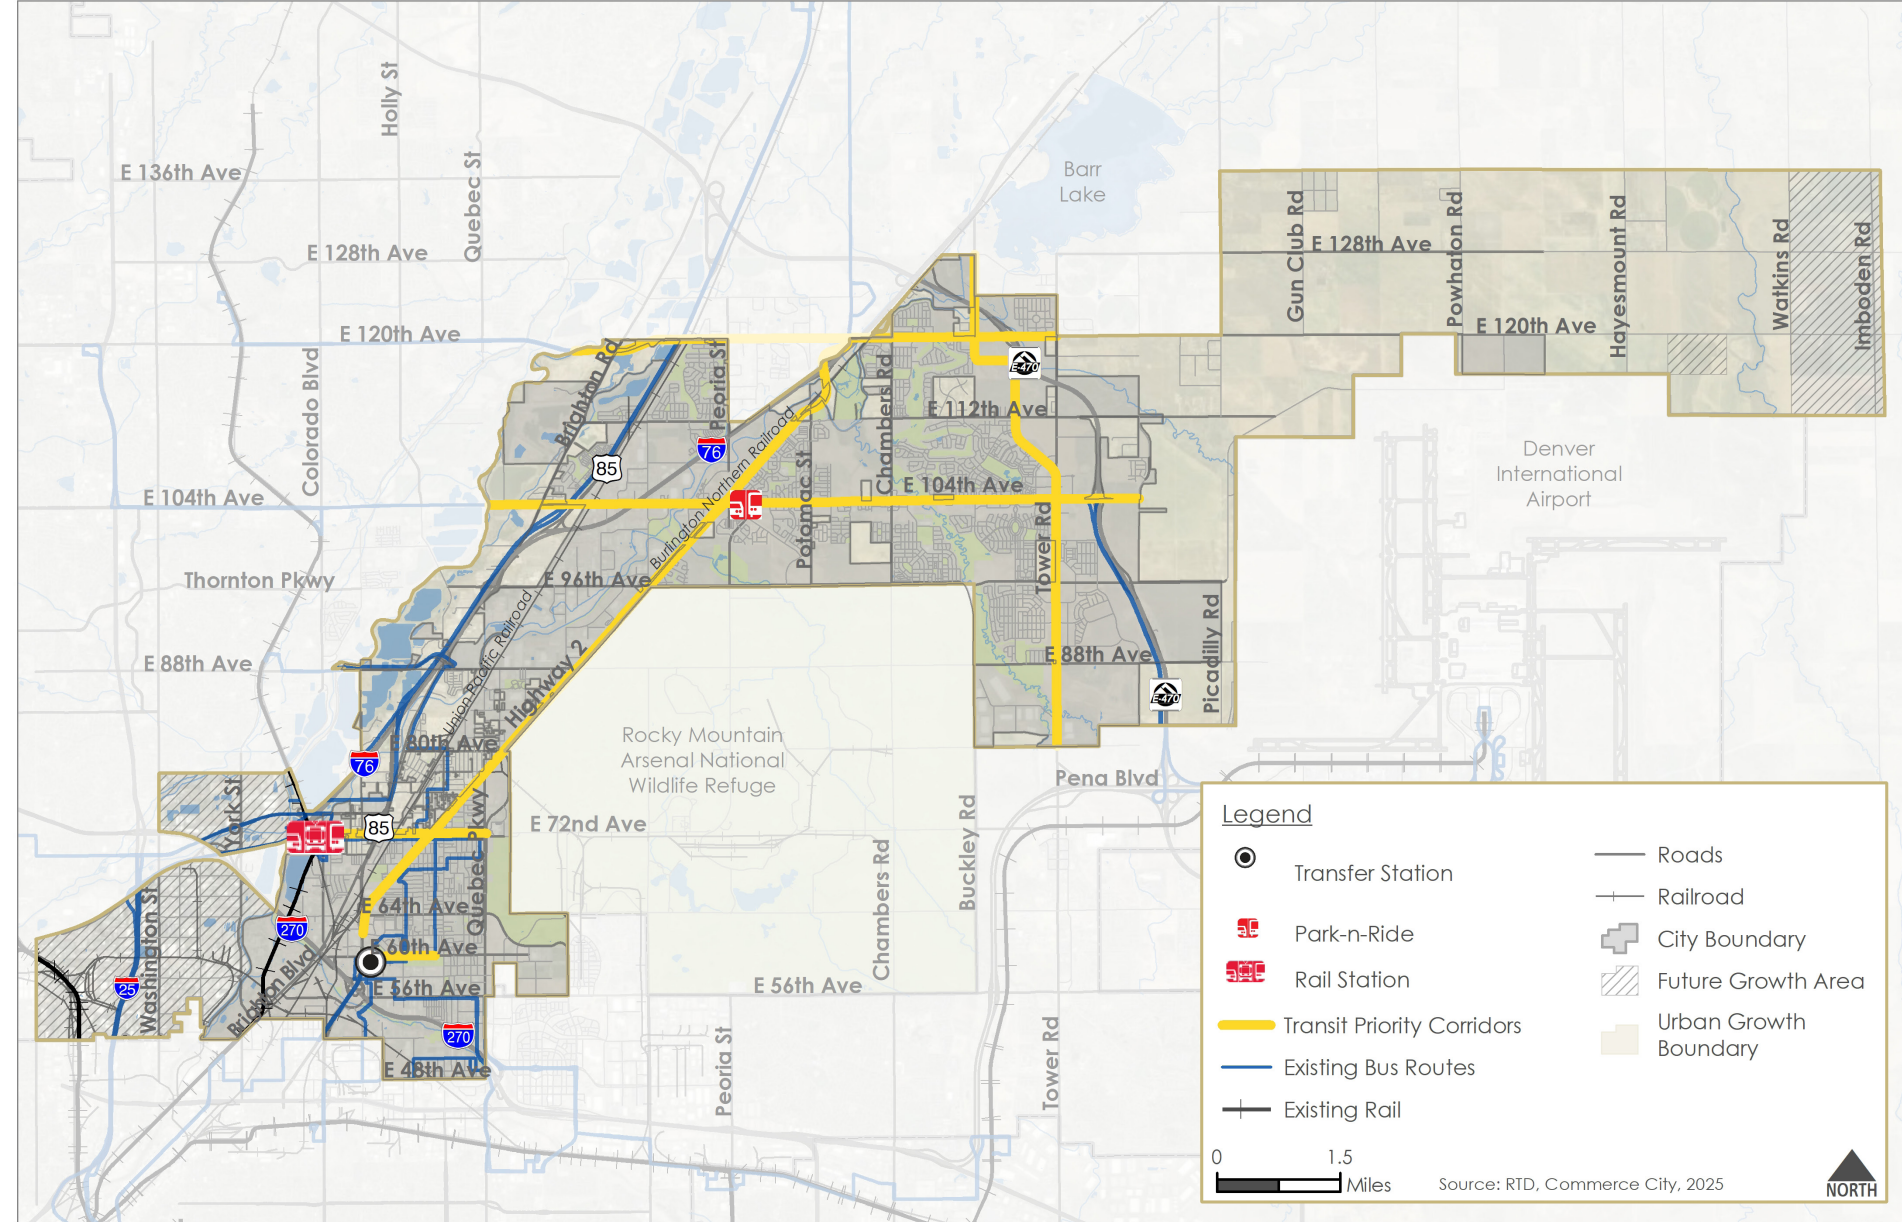 Holly St
E 136th Ave
Quebec St
E 128th Ave
Barr
Lake
Gun Club Rd
E 128th Ave
Powhaton Rd
Hayesmount Rd
Watkins Rd
Imboden Rd
E 120th Ave
E 120th Ave
Colorado Blvd
Brighton Rd
Peoria St
Chambers Rd
E-470
E 112th Ave
76
85
Burlington Northern Railroad
Potomac St
E 104th Ave
E 104th Ave
Denver
International
Airport
Tower Rd
Thornton Pkwy
E 96th Ave
Union Pacific Railroad
Highway 2
E 88th Ave
E 88th Ave
Picadilly Rd
E-470
E 80th Ave
76
Rocky Mountain
Arsenal National
Wildlife Refuge
Pena Blvd
York St
85
Quebec Pkwy
E 72nd Ave
Buckley Rd
Chambers Rd
E 64th Ave
Washington St
270
E 60th Ave
25
Brighton Blvd
E 56th Ave
E 56th Ave
270
E 48th Ave
Peoria St
Tower Rd
Legend
Transfer Station
Park-n-Ride
Rail Station
Transit Priority Corridors
Existing Bus Routes
Existing Rail
Roads
Railroad
City Boundary
Future Growth Area
Urban Growth
Boundary
0 1.5
Miles
Source: RTD, Commerce City, 2025
NORTH